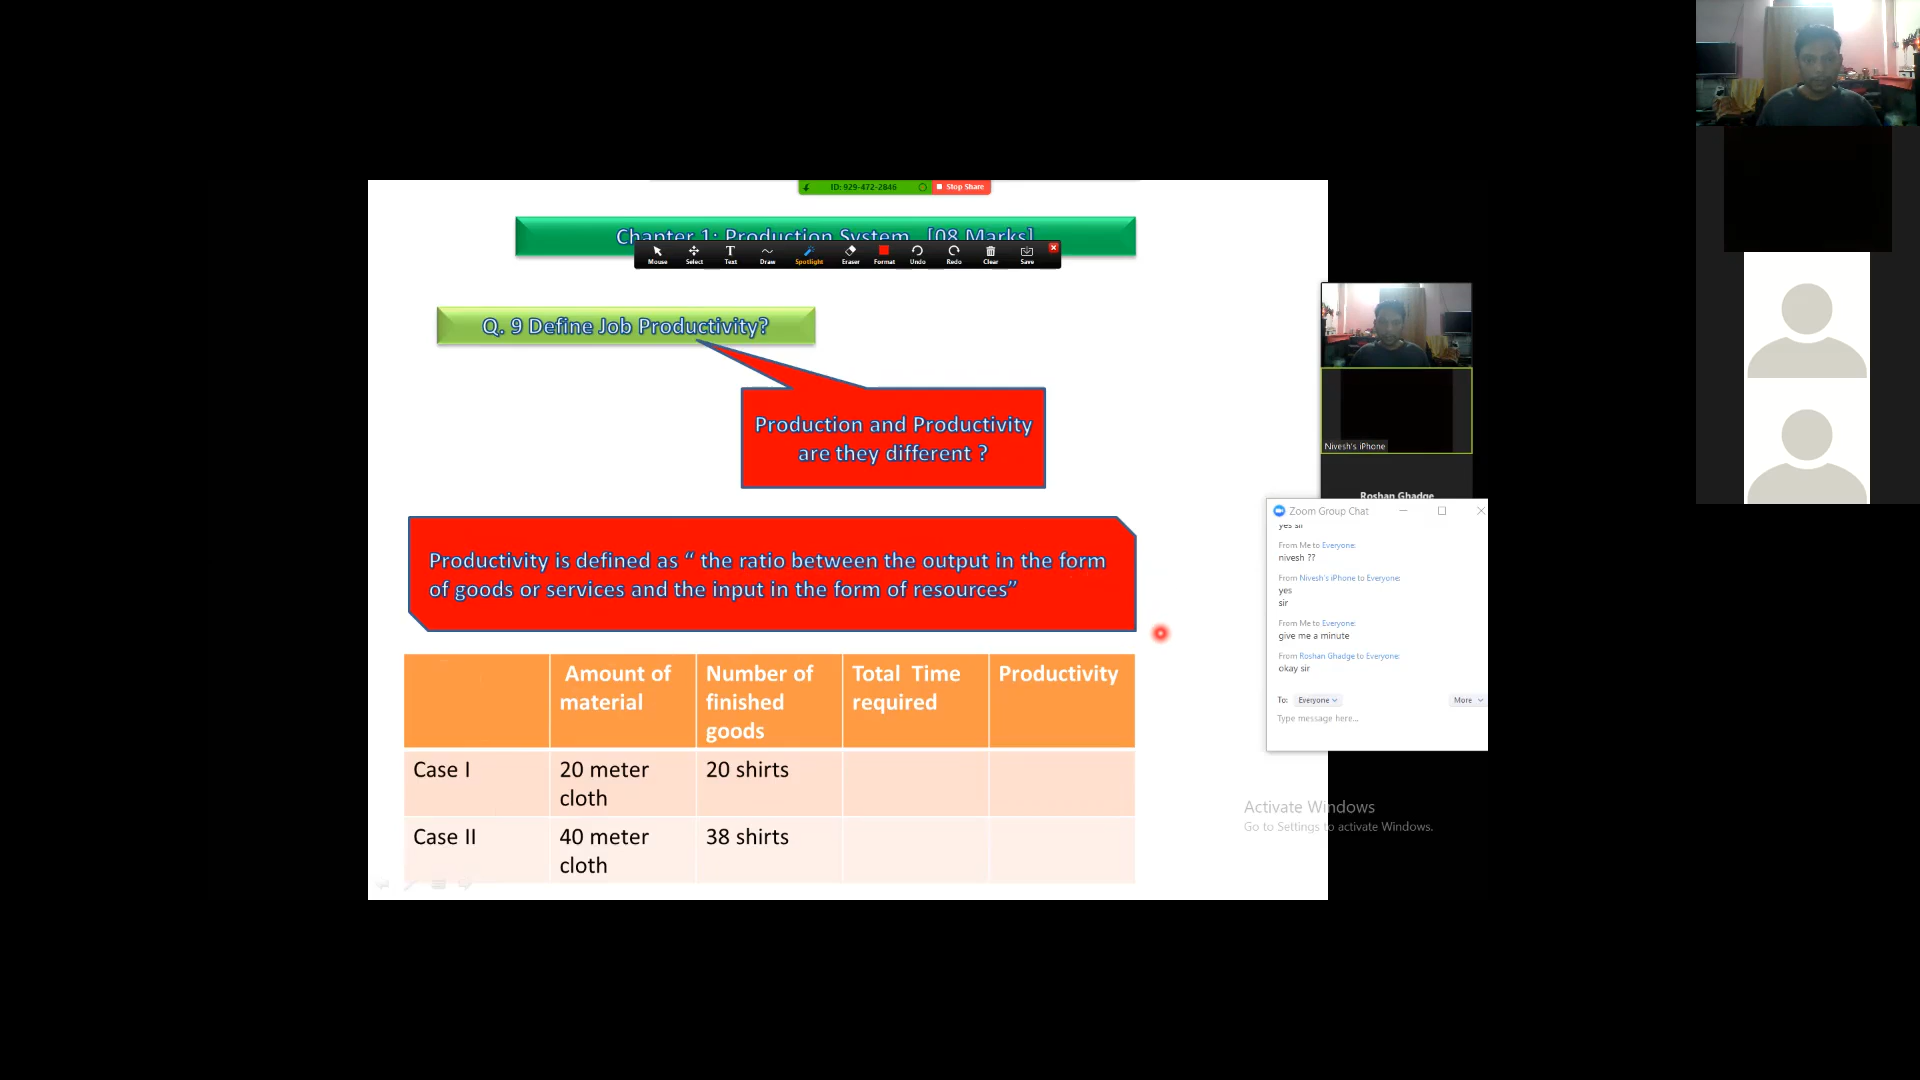 ID: 929-472-2846 Stop Share
Chapter 1: Production System [08 Marks]
Mouse Select Text Draw Spotlight Eraser Format Undo Redo Clear Save
Q. 9 Define Job Productivity?
Production and Productivity
are they different ?
Productivity is defined as “ the ratio between the output in the form
of goods or services and the input in the form of resources”
Amount of material
Number of finished goods
Total Time required
Productivity
Case I
20 meter cloth
20 shirts
Case II
40 meter cloth
38 shirts
Nivesh's iPhone
Roshan Ghadge
Zoom Group Chat
yes sir
From Me to Everyone:
nivesh ??
From Nivesh's iPhone to Everyone:
yes
sir
From Me to Everyone:
give me a minute
From Roshan Ghadge to Everyone:
okay sir
To: Everyone More
Type message here...
Activate Windows
Go to Settings to activate Windows.